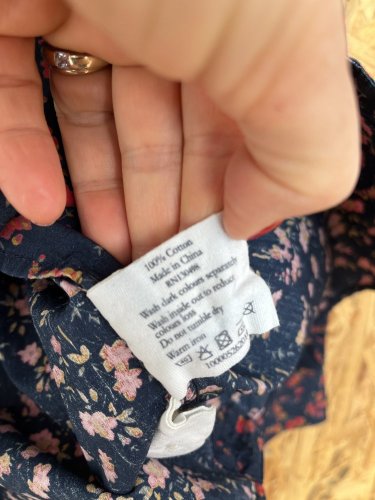 100% Cotton
Made in China
RN130498
Wash dark colours separately
Wash inside out to reduce
colours loss
Do not tumble dry
Warm iron